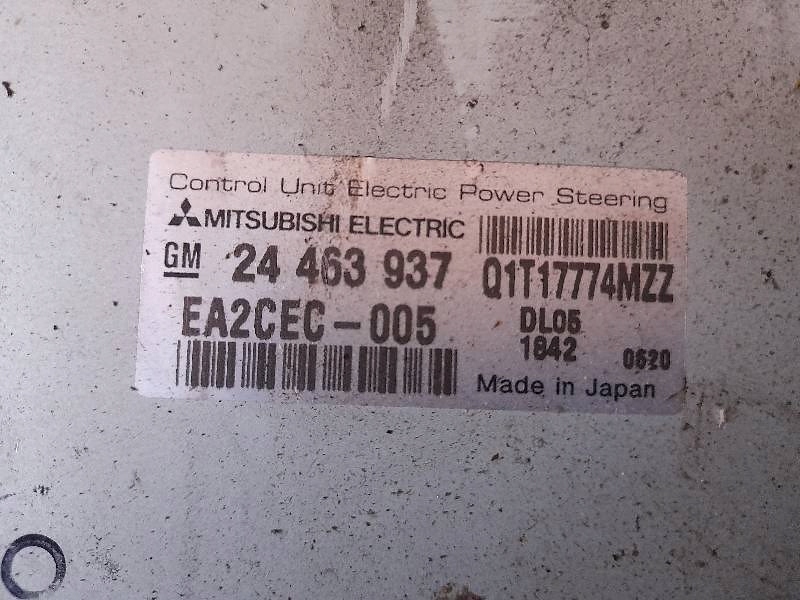 Control Unit Electric Power Steering
MITSUBISHI ELECTRIC
GM 24 463 937 Q1T17774MZZ
EA2CEC-005 DL05
1842 0620
Made in Japan